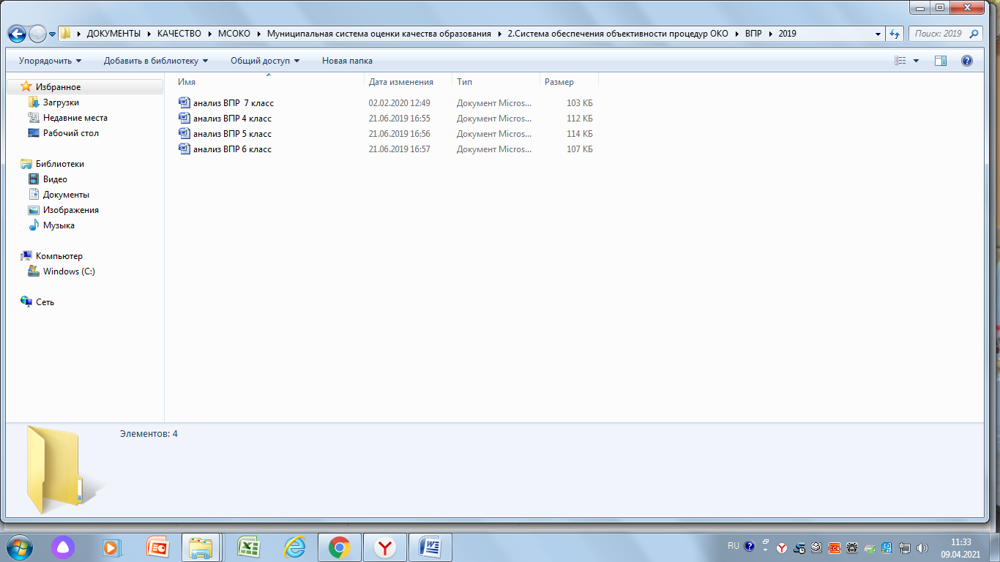 ДОКУМЕНТЫ КАЧЕСТВО МСОКО Муниципальная система оценки качества образования 2.Система обеспечения объективности процедур ОКО ВПР 2019 Поиск: 2019
Упорядочить Добавить в библиотеку Общий доступ Новая папка
Избранное
Загрузки
Недавние места
Рабочий стол
Библиотеки
Видео
Документы
Изображения
Музыка
Компьютер
Windows (C:)
Сеть
Имя Дата изменения Тип Размер
анализ ВПР  7 класс 02.02.2020 12:49 Документ Micros... 103 КБ
анализ ВПР 4 класс 21.06.2019 16:55 Документ Micros... 112 КБ
анализ ВПР 5 класс 21.06.2019 16:56 Документ Micros... 114 КБ
анализ ВПР 6 класс 21.06.2019 16:57 Документ Micros... 107 КБ
Элементов: 4
RU 11:33
09.04.2021